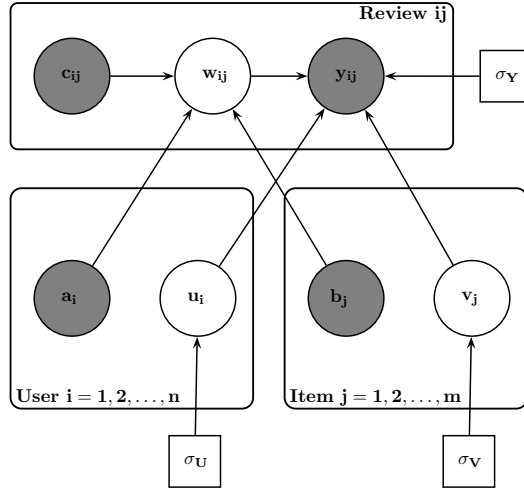 Review ij
c_ij
w_ij
y_ij
σ_Y
a_i
u_i
b_j
v_j
User i = 1, 2, . . . , n
Item j = 1, 2, . . . , m
σ_U
σ_V